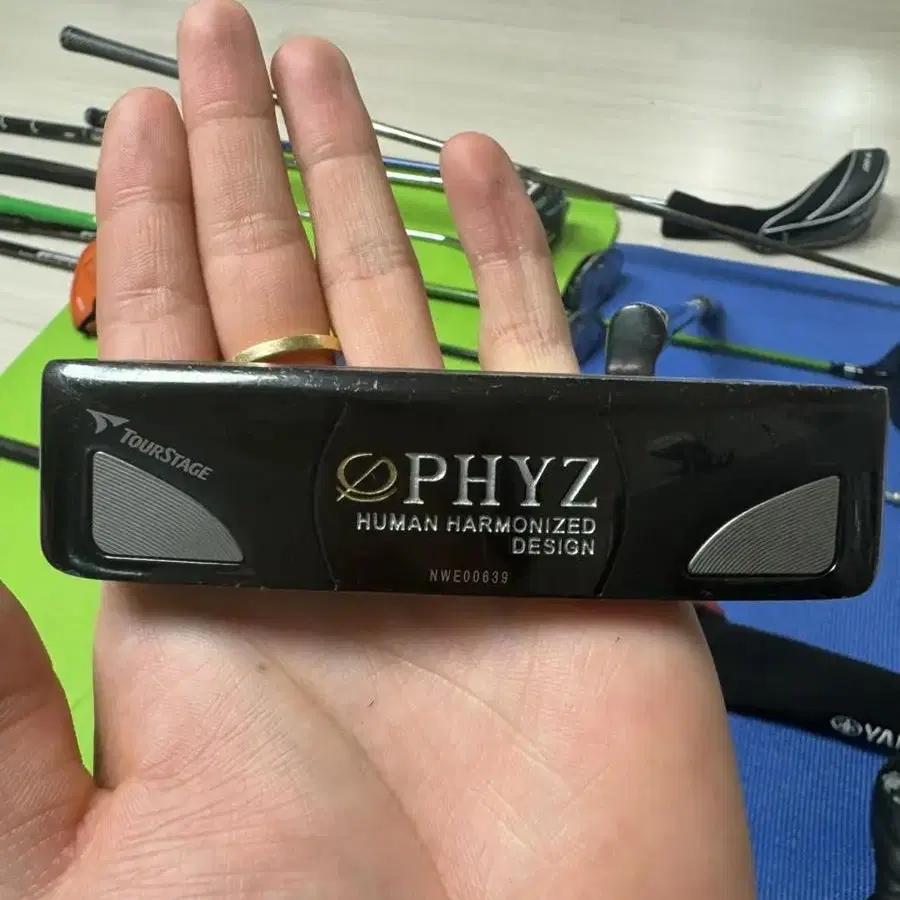 TOURSTAGE
PHYZ
HUMAN HARMONIZED
DESIGN
NWE00639